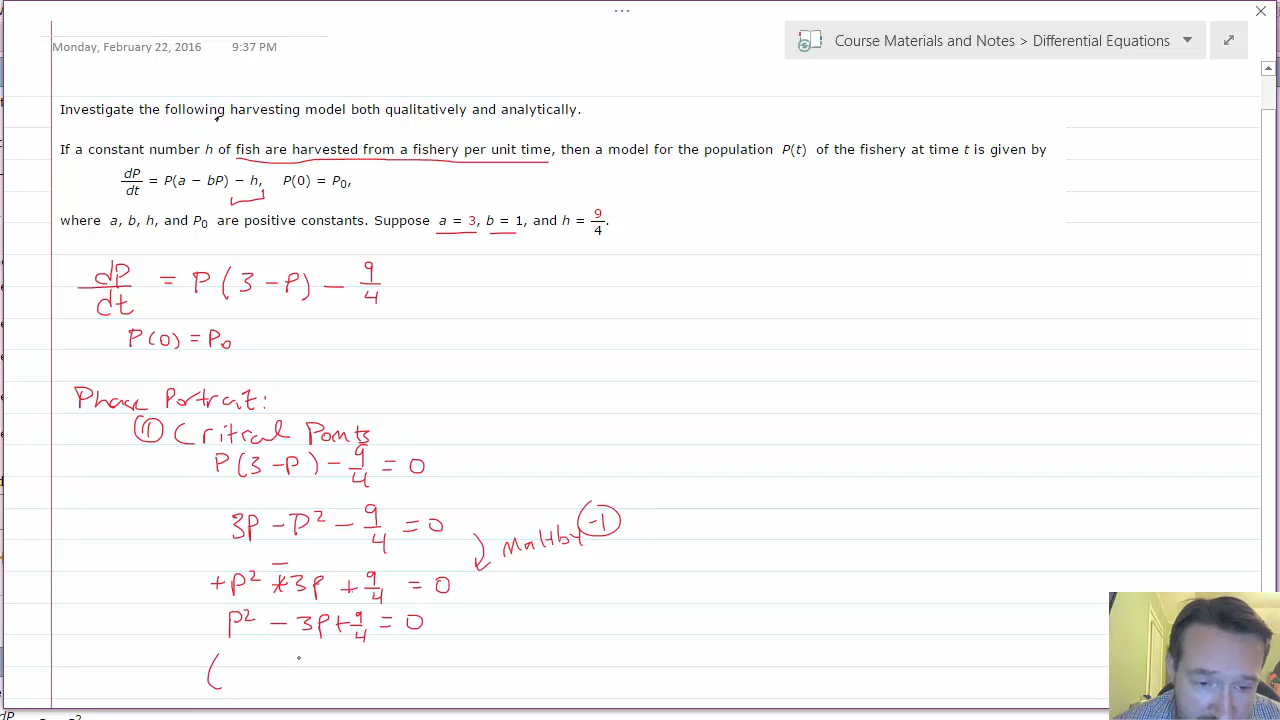 Monday, February 22, 2016 9:37 PM
Course Materials and Notes > Differential Equations
Investigate the following harvesting model both qualitatively and analytically.
If a constant number h of fish are harvested from a fishery per unit time, then a model for the population P(t) of the fishery at time t is given by
dP/dt = P(a − bP) − h, P(0) = P₀,
where a, b, h, and P₀ are positive constants. Suppose a = 3, b = 1, and h = 9/4.
dP/dt = P(3 − P) − 9/4
P(0) = P₀
Phase Portrait:
① Critical Points
P(3 − P) − 9/4 = 0
3P − P² − 9/4 = 0
Mult by -1
+P² − 3P + 9/4 = 0
P² − 3P + 9/4 = 0
(